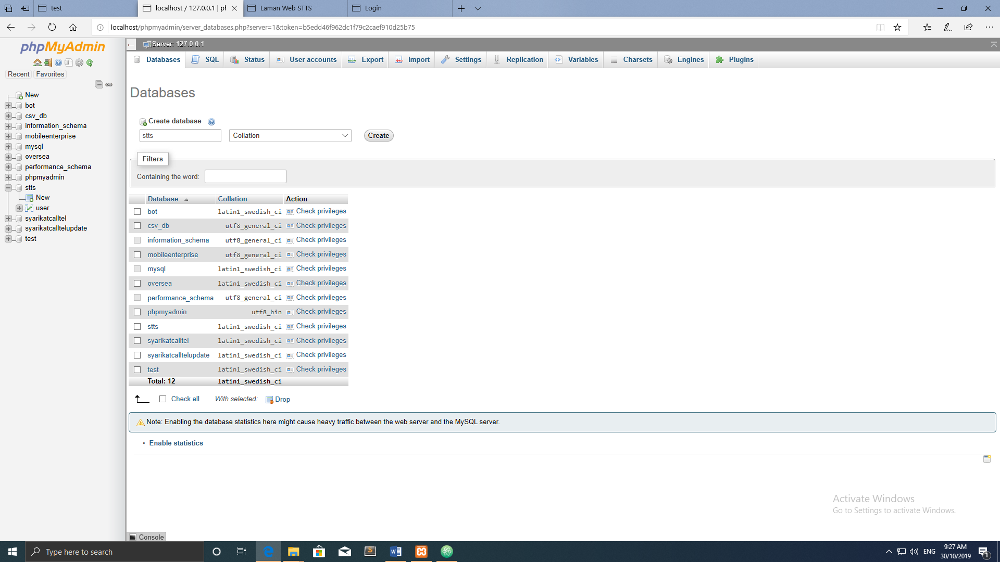 test
localhost / 127.0.0.1 | pl
Laman Web STTS
Login
localhost/phpmyadmin/server_databases.php?server=1&token=b5edd46f962dc1f79c2caef910d25b75
phpMyAdmin
Recent
Favorites
New
bot
csv_db
information_schema
mobileenterprise
mysql
oversea
performance_schema
phpmyadmin
stts
New
user
syarikatcalltel
syarikatcalltelupdate
test
Server: 127.0.0.1
Databases
SQL
Status
User accounts
Export
Import
Settings
Replication
Variables
Charsets
Engines
Plugins
Databases
Create database
stts
Collation
Create
Filters
Containing the word:
Database Collation Action
bot latin1_swedish_ci Check privileges
csv_db utf8_general_ci Check privileges
information_schema utf8_general_ci Check privileges
mobileenterprise utf8_general_ci Check privileges
mysql latin1_swedish_ci Check privileges
oversea latin1_swedish_ci Check privileges
performance_schema utf8_general_ci Check privileges
phpmyadmin utf8_bin Check privileges
stts latin1_swedish_ci Check privileges
syarikatcalltel latin1_swedish_ci Check privileges
syarikatcalltelupdate latin1_swedish_ci Check privileges
test latin1_swedish_ci Check privileges
Total: 12 latin1_swedish_ci
Check all With selected: Drop
Note: Enabling the database statistics here might cause heavy traffic between the web server and the MySQL server.
• Enable statistics
Activate Windows
Go to Settings to activate Windows.
Console
Type here to search
ENG
9:27 AM
30/10/2019
1